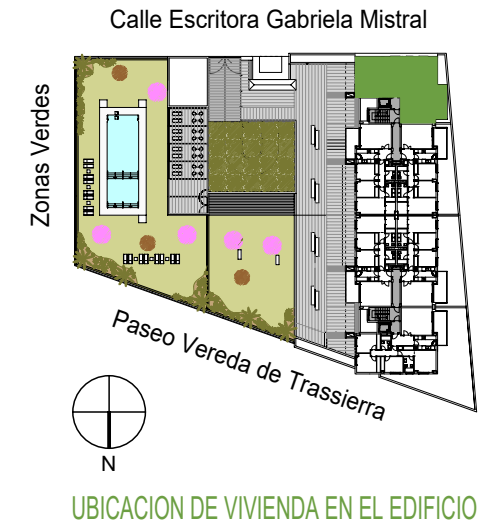 Calle Escritora Gabriela Mistral
Zonas Verdes
Paseo Vereda de Trassierra
N
UBICACION DE VIVIENDA EN EL EDIFICIO